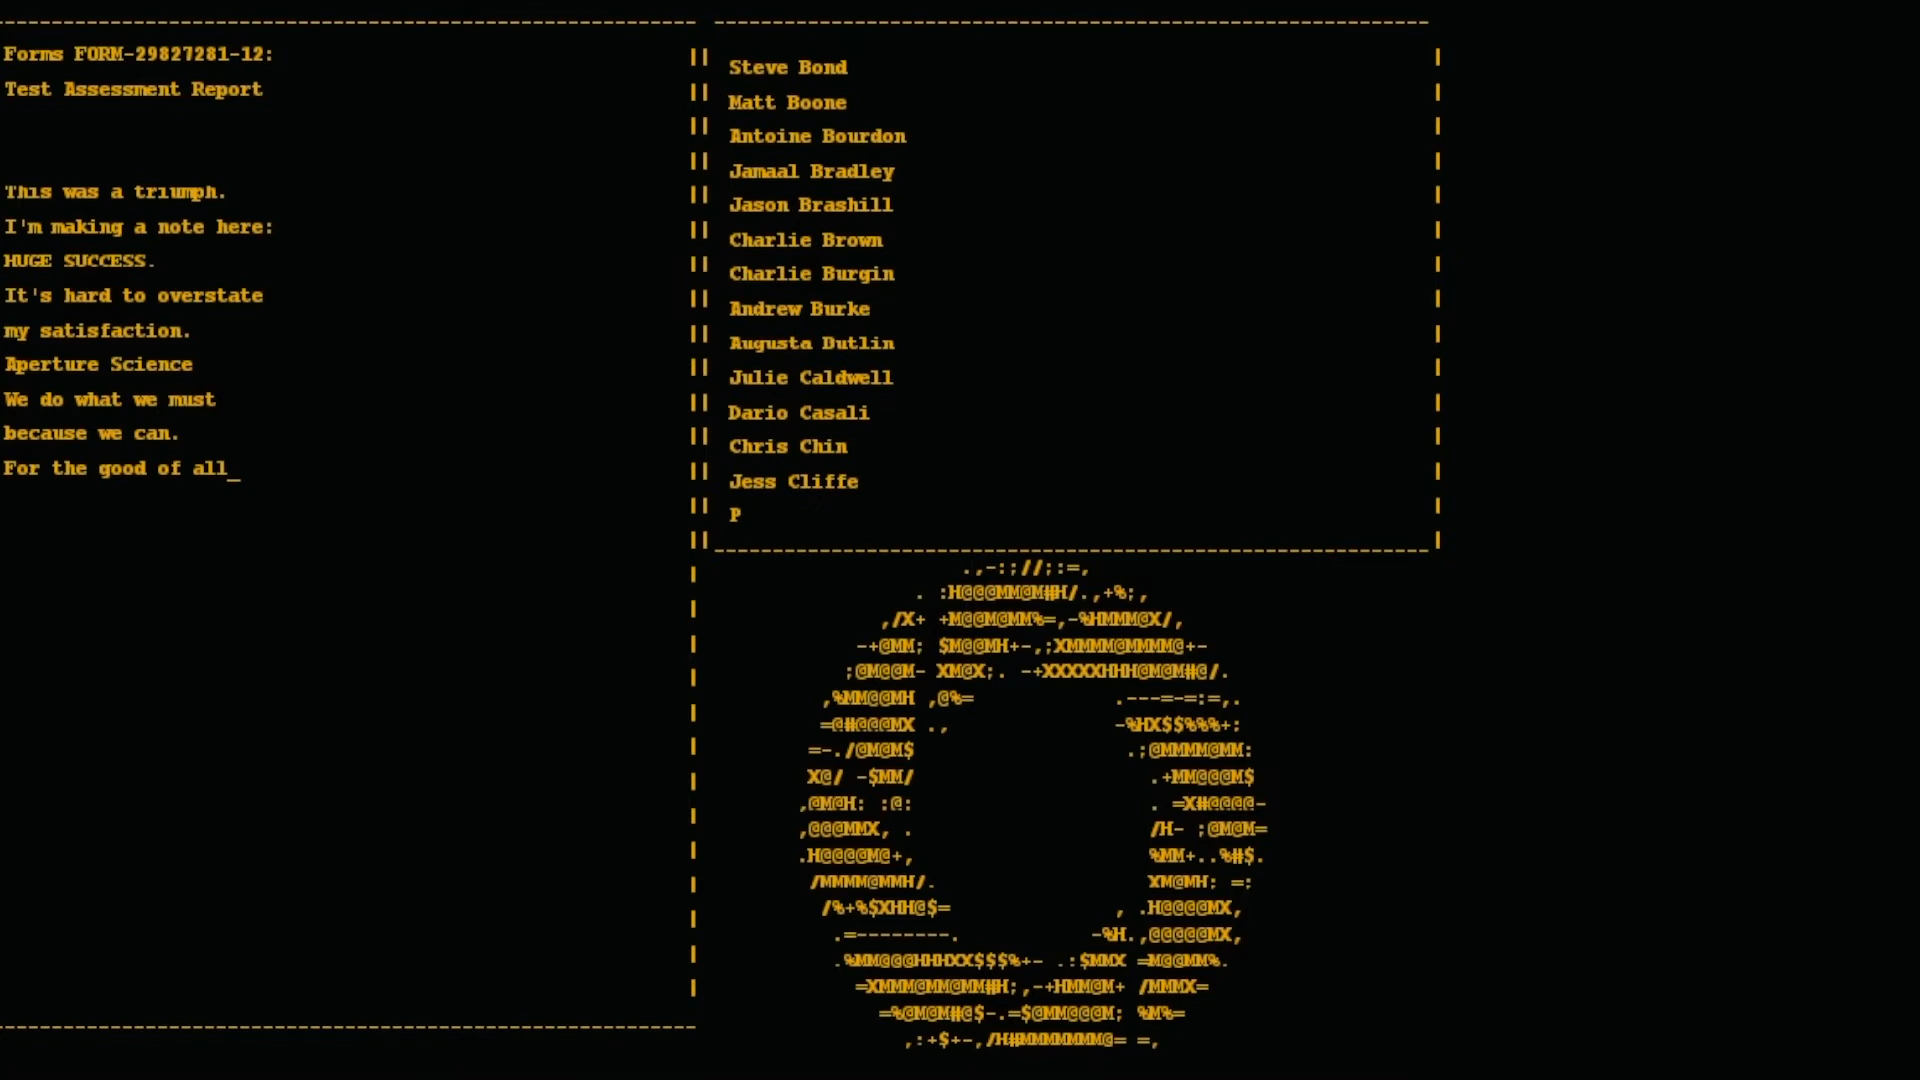 Forms FORM-29827281-12:
Test Assessment Report
This was a triumph.
I'm making a note here:
HUGE SUCCESS.
It's hard to overstate
my satisfaction.
Aperture Science
We do what we must
because we can.
For the good of all_
Steve Bond
Matt Boone
Antoine Bourdon
Jamaal Bradley
Jason Brashill
Charlie Brown
Charlie Burgin
Andrew Burke
Augusta Dutlin
Julie Caldwell
Dario Casali
Chris Chin
Jess Cliffe
P